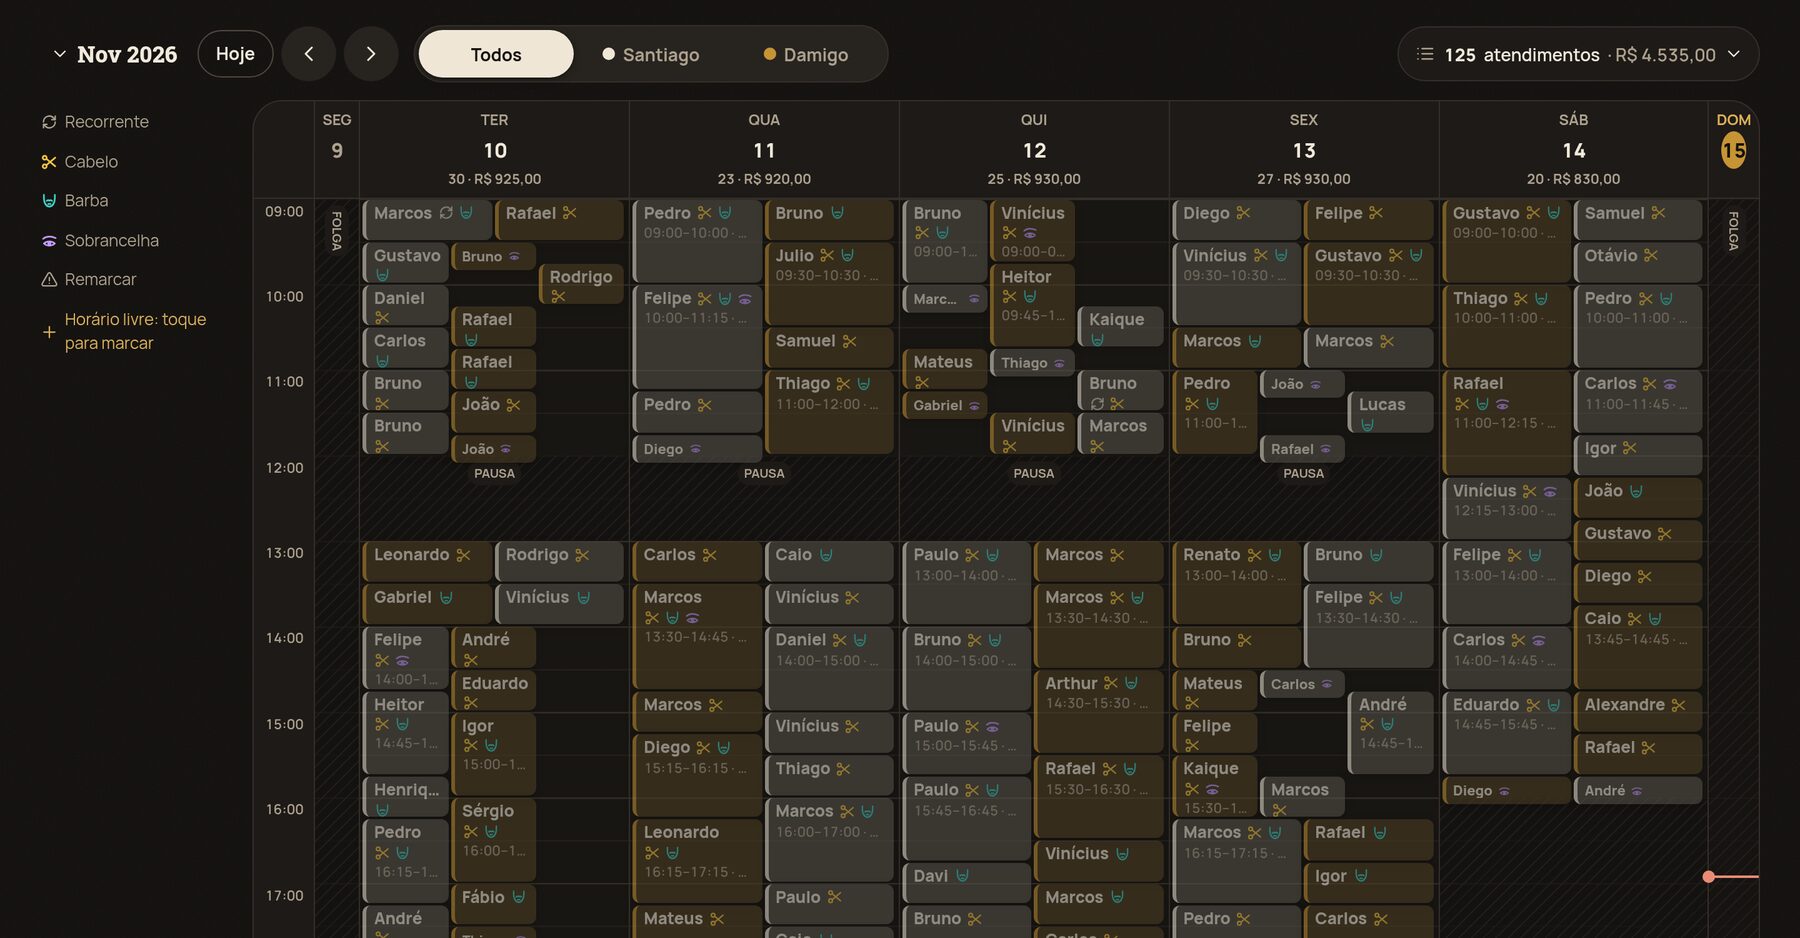 Nov 2026 Hoje Todos Santiago Damigo 125 atendimentos · R$ 4.535,00
Recorrente
Cabelo
Barba
Sobrancelha
Remarcar
Horário livre: toque
para marcar
SEG
9
FOLGA
TER
10
30 · R$ 925,00
QUA
11
23 · R$ 920,00
QUI
12
25 · R$ 930,00
SEX
13
27 · R$ 930,00
SÁB
14
20 · R$ 830,00
DOM
15
FOLGA
09:00
10:00
11:00
12:00
13:00
14:00
15:00
16:00
17:00
Marcos
Rafael
Gustavo
Bruno
Rodrigo
Daniel
Rafael
Carlos
Rafael
Bruno
João
Bruno
João
PAUSA
Leonardo
Rodrigo
Gabriel
Vinícius
Felipe
14:00–1...
André
Eduardo
Heitor
14:45–1...
Igor
15:00–1...
Henriq...
Sérgio
16:00–1...
Pedro
16:15–1...
Fábio
André
Pedro
09:00–10:00 · ...
Bruno
Julio
09:30–10:30 · ...
Felipe
10:00–11:15 · ...
Samuel
Thiago
11:00–12:00 · ...
Pedro
Diego
PAUSA
Carlos
Caio
Marcos
13:30–14:45 · ...
Vinícius
Daniel
14:00–15:00 · ...
Marcos
Vinícius
Diego
15:15–16:15 · ...
Thiago
Marcos
16:00–17:00 · ...
Leonardo
16:15–17:15 · ...
Paulo
Mateus
Bruno
09:00–1...
Vinícius
09:00–0...
Heitor
09:45–1...
Marc...
Kaique
Mateus
Thiago
Bruno
Gabriel
Vinícius
Marcos
PAUSA
Paulo
13:00–14:00 · ...
Marcos
Marcos
13:30–14:30 · ...
Bruno
14:00–15:00 · ...
Arthur
14:30–15:30 · ...
Paulo
15:00–15:45 · ...
Rafael
15:30–16:30 · ...
Paulo
15:45–16:45 · ...
Vinícius
Davi
Marcos
Bruno
Diego
Felipe
Vinícius
09:30–10:30 · ...
Gustavo
09:30–10:30 · ...
Marcos
Marcos
Pedro
11:00–1...
João
Lucas
Rafael
PAUSA
Renato
13:00–14:00 · ...
Bruno
Felipe
13:30–14:30 · ...
Bruno
Mateus
Carlos
André
14:45–1...
Felipe
Kaique
15:30–1...
Marcos
Marcos
16:15–17:15 · ...
Rafael
Igor
Pedro
Carlos
Gustavo
09:00–10:00 · ...
Samuel
Otávio
Thiago
10:00–11:00 · ...
Pedro
10:00–11:00 · ...
Rafael
11:00–12:15 · ...
Carlos
11:00–11:45 · ...
Igor
Vinícius
12:15–13:00 · ...
João
Gustavo
Felipe
13:00–14:00 · ...
Diego
Caio
13:45–14:45 · ...
Carlos
14:00–14:45 · ...
Eduardo
14:45–15:45 · ...
Alexandre
Rafael
Diego
André